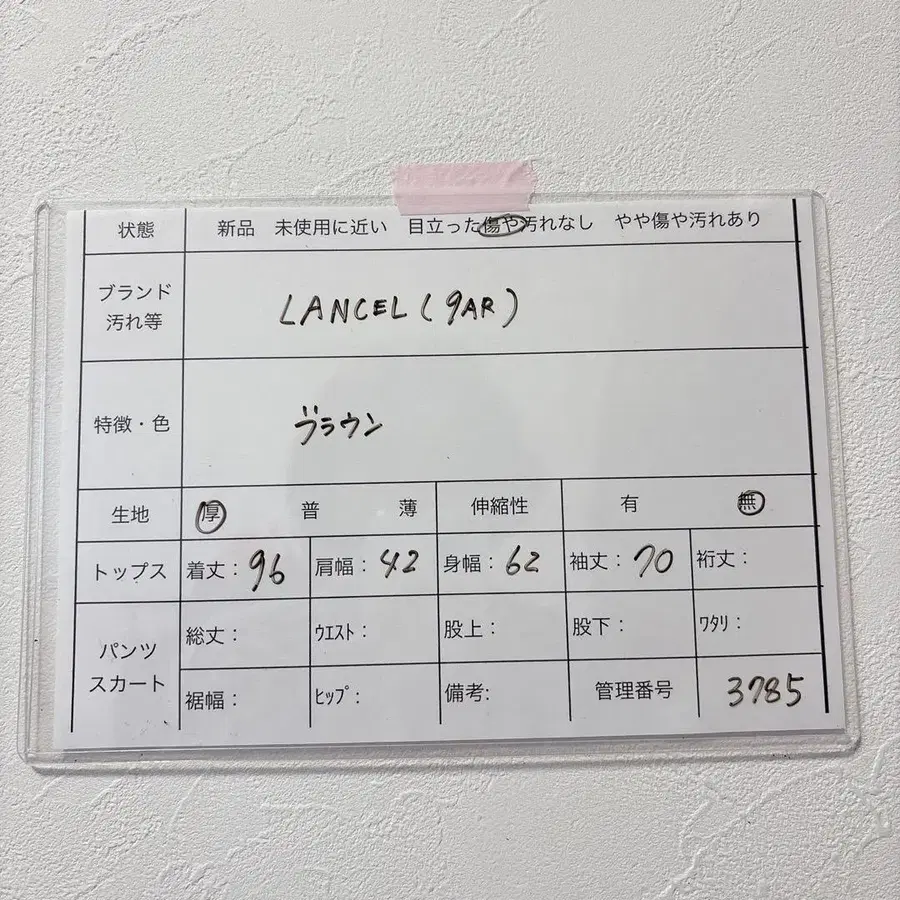 状態 新品 未使用に近い 目立った傷や汚れなし やや傷や汚れあり
ブランド
汚れ等
LANCEL (9AR)
特徴・色 ブラウン
生地 厚 普 薄 伸縮性 有 無
トップス 着丈：96 肩幅：42 身幅：62 袖丈：70 裄丈：
パンツ
スカート
総丈： ｳｴｽﾄ： 股上： 股下： ﾜﾀﾘ：
裾幅： ﾋｯﾌﾟ： 備考: 管理番号 3785